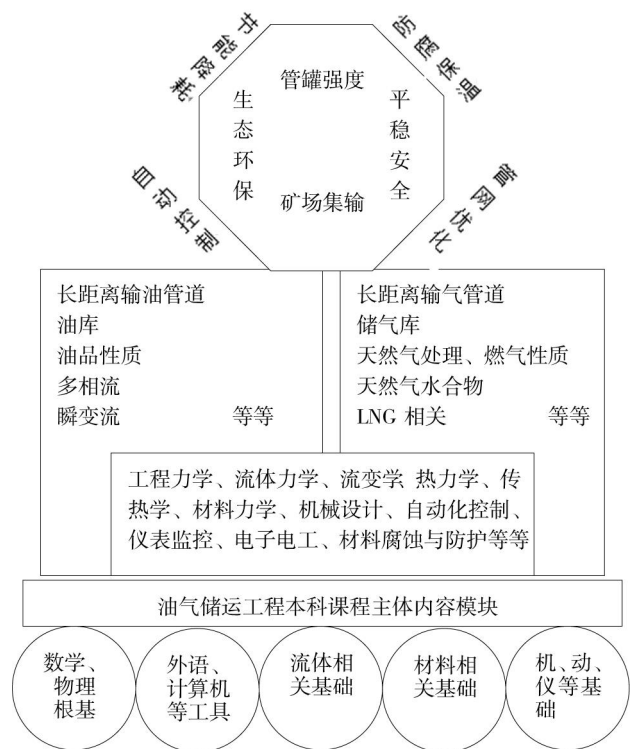 节能降耗
防腐保温
管罐强度
生态环保
平稳安全
矿场集输
自动控制
管网优化
长距离输油管道
油库
油品性质
多相流
瞬变流 等等
长距离输气管道
储气库
天然气处理、燃气性质
天然气水合物
LNG 相关 等等
工程力学、流体力学、流变学 热力学、传
热学、材料力学、机械设计、自动化控制、
仪表监控、电子电工、材料腐蚀与防护等等
油气储运工程本科课程主体内容模块
数学、
物理
根基
外语、
计算机
等工具
流体相
关基础
材料相
关基础
机、动、
仪等基
础